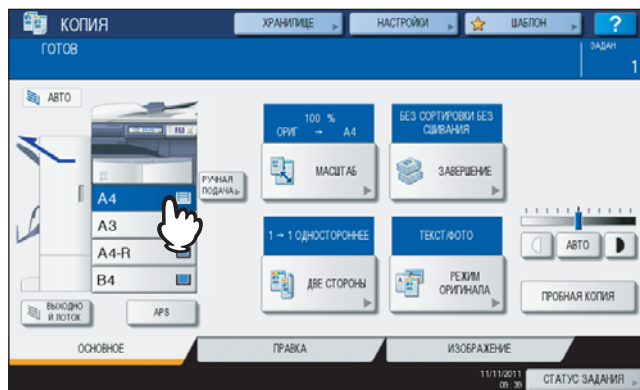 КОПИЯ
ХРАНИЛИЩЕ
НАСТРОЙКИ
ШАБЛОН
?
ГОТОВ
ЗАДАН
1
АВТО
100 %
ОРИГ → A4
МАСШТАБ
БЕЗ СОРТИРОВКИ БЕЗ
СШИВАНИЯ
ЗАВЕРШЕНИЕ
РУЧНАЯ
ПОДАЧА
A4
A3
A4-R
B4
1 → 1 ОДНОСТОРОННЕЕ
ДВЕ СТОРОНЫ
ТЕКСТ/ФОТО
РЕЖИМ
ОРИГИНАЛА
АВТО
ПРОБНАЯ КОПИЯ
ВЫХОДНО
Й ЛОТОК
APS
ОСНОВНОЕ
ПРАВКА
ИЗОБРАЖЕНИЕ
11/11/2011
09:39
СТАТУС ЗАДАНИЯ